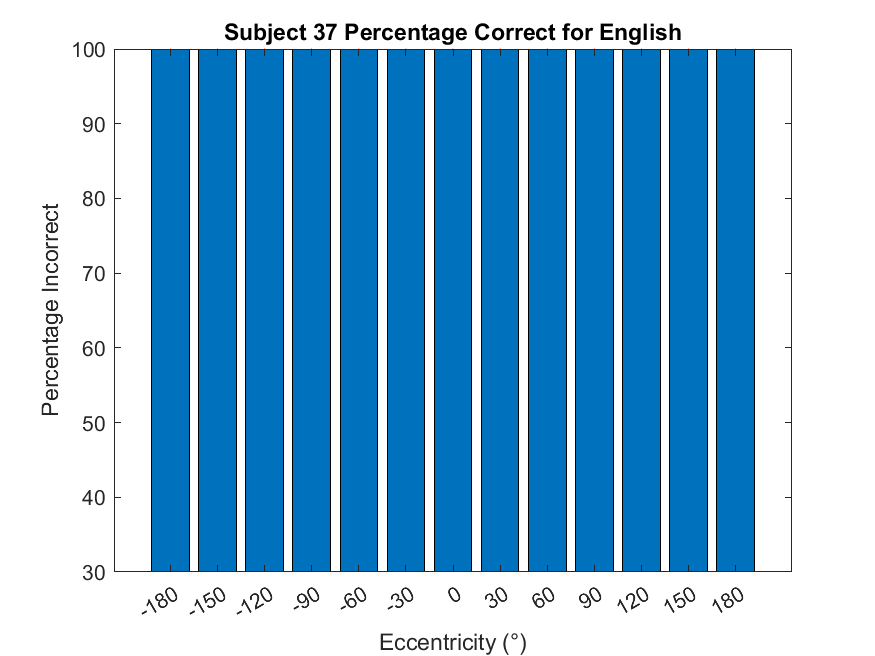 Subject 37 Percentage Correct for English
100
90
80
70
60
50
40
30
Percentage Incorrect
-180 -150 -120 -90 -60 -30 0 30 60 90 120 150 180
Eccentricity (°)